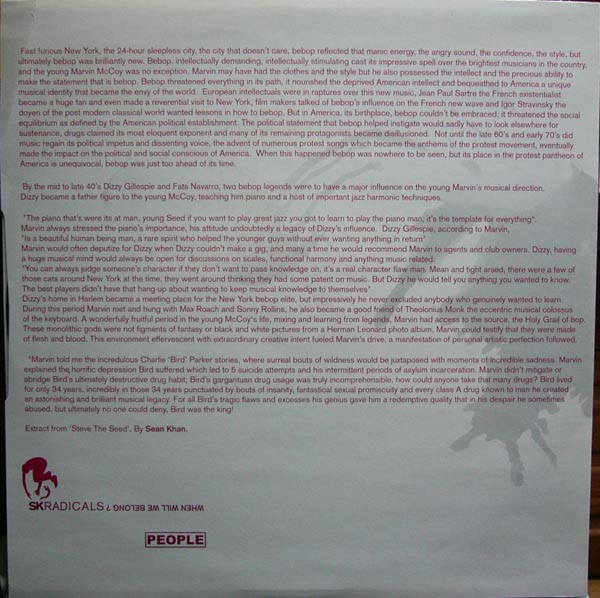 Fast furious New York, the 24-hour sleepless city, the city that doesn't care, bebop reflected that manic energy, the angry sound, the confidence, the style, but
ultimately bebop was brilliantly new. Bebop, intellectually demanding, intellectually stimulating cast its impressive spell over the brightest musicians in the country,
and the young Marvin McCoy was no exception. Marvin may have had the clothes and the style but he also possessed the intellect and the precious ability to
make the statement that is bebop. Bebop threatened everything in its path, it nourished the deprived American intellect and bequeathed to America a unique
musical identity that became the envy of the world. European intellectuals were in raptures over this new music, Jean Paul Sartre the French existentialist
became a huge fan and even made a reverential visit to New York, film makers talked of bebop's influence on the French new wave and Igor Stravinsky the
doyen of the post modern classical world wanted lessons in how to bebop. But in America, its birthplace, bebop couldn't be embraced; it threatened the social
equilibrium as defined by the American political establishment. The political statement that bebop helped instigate would sadly have to look elsewhere for
sustenance, drugs claimed its most eloquent exponent and many of its remaining protagonists became disillusioned. Not until the late 60's and early 70's did
music regain its political impetus and dissenting voice, the advent of numerous protest songs which became the anthems of the protest movement, eventually
made the impact on the political and social conscious of America. When this happened bebop was nowhere to be seen, but its place in the protest pantheon of
America is unequivocal, bebop was just too ahead of its time.
By the mid to late 40's Dizzy Gillespie and Fats Navarro, two bebop legends were to have a major influence on the young Marvin's musical direction.
Dizzy became a father figure to the young McCoy, teaching him piano and a host of important jazz harmonic techniques.
"The piano that's were its at man, young Seed if you want to play great jazz you got to learn to play the piano man, it's the template for everything".
Marvin always stressed the piano's importance, his attitude undoubtedly a legacy of Dizzy's influence. Dizzy Gillespie, according to Marvin,
"Is a beautiful human being man, a rare spirit who helped the younger guys without ever wanting anything in return"
Marvin would often deputize for Dizzy when Dizzy couldn't make a gig, and many a time he would recommend Marvin to agents and club owners. Dizzy, having
a huge musical mind would always be open for discussions on scales, functional harmony and anything music related.
"You can always judge someone's character if they don't want to pass knowledge on, it's a real character flaw man. Mean and tight arsed, there were a few of
those cats around New York at the time, they went around thinking they had some patent on music. But Dizzy he would tell you anything you wanted to know.
The best players didn't have that hang-up about wanting to keep musical knowledge to themselves"
Dizzy's home in Harlem became a meeting place for the New York bebop elite, but impressively he never excluded anybody who genuinely wanted to learn.
During this period Marvin met and hung with Max Roach and Sonny Rollins, he also became a good friend of Theolonius Monk the eccentric musical colossus
of the keyboard. A wonderfully fruitful period in the young McCoy's life, mixing and learning from legends. Marvin had access to the source, the Holy Grail of bop.
These monolithic gods were not figments of fantasy or black and white pictures from a Herman Leonard photo album, Marvin could testify that they were made
of flesh and blood. This environment effervescent with extraordinary creative intent fueled Marvin's drive, a manifestation of personal artistic perfection followed.
"Marvin told me the incredulous Charlie 'Bird' Parker stories, where surreal bouts of wildness would be juxtaposed with moments of incredible sadness. Marvin
explained the horrific depression Bird suffered which led to 5 suicide attempts and his intermittent periods of asylum incarceration. Marvin didn't mitigate or
abridge Bird's ultimately destructive drug habit; Bird's gargantuan drug usage was truly incomprehensible, how could anyone take that many drugs? Bird lived
for only 34 years, incredibly in those 34 years punctuated by bouts of insanity, fantastical sexual promiscuity and every class A drug known to man he created
an astonishing and brilliant musical legacy. For all Bird's tragic flaws and excesses his genius gave him a redemptive quality that in his despair he sometimes
abused, but ultimately no one could deny, Bird was the king!
Extract from 'Steve The Seed'. By Sean Khan.
SKRADICALS WHEN WILL WE BELONG ?
PEOPLE